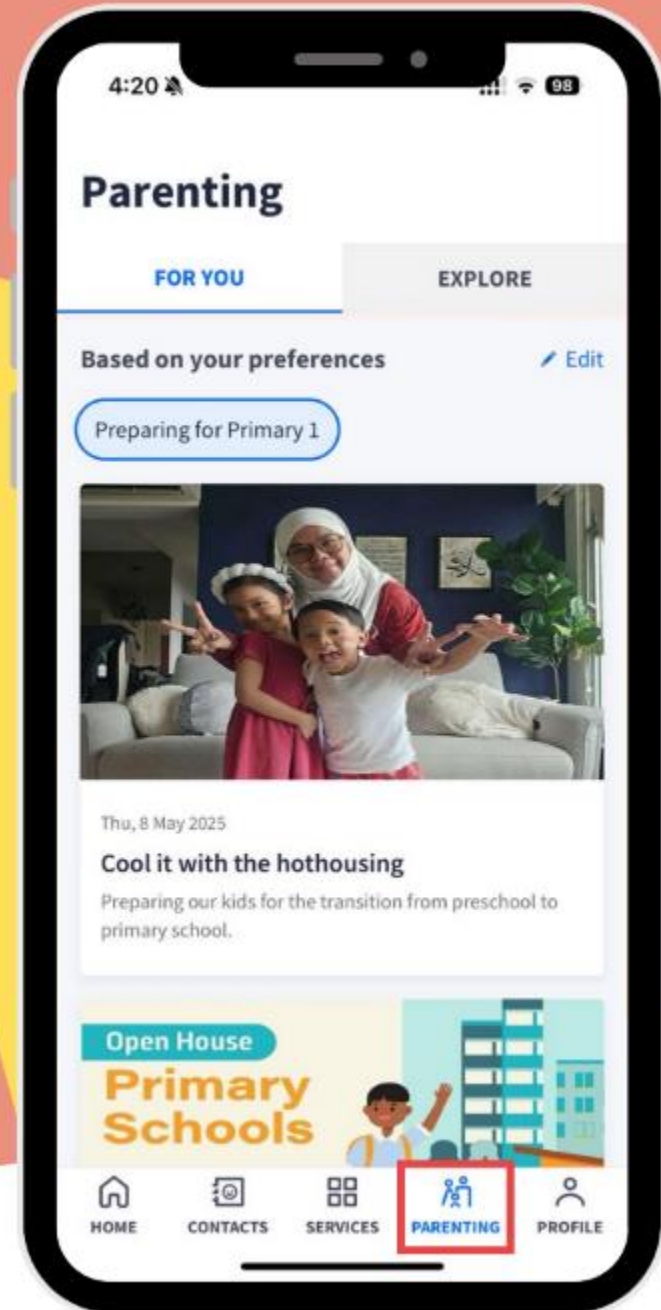 4:20
98
Parenting
FOR YOU
EXPLORE
Based on your preferences
Edit
Preparing for Primary 1
Thu, 8 May 2025
Cool it with the hothousing
Preparing our kids for the transition from preschool to
primary school.
Open House
Primary
Schools
HOME
CONTACTS
SERVICES
PARENTING
PROFILE